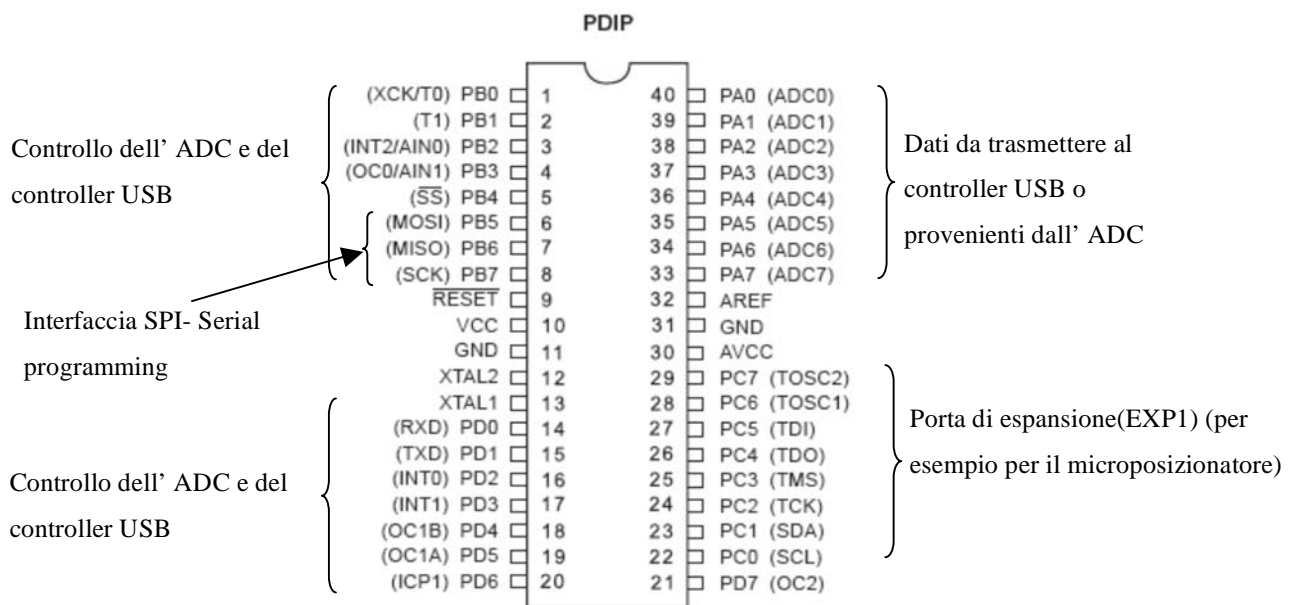 PDIP
(XCK/T0) PB0 1 40 PA0 (ADC0)
(T1) PB1 2 39 PA1 (ADC1)
(INT2/AIN0) PB2 3 38 PA2 (ADC2)
(OC0/AIN1) PB3 4 37 PA3 (ADC3)
(SS) PB4 5 36 PA4 (ADC4)
(MOSI) PB5 6 35 PA5 (ADC5)
(MISO) PB6 7 34 PA6 (ADC6)
(SCK) PB7 8 33 PA7 (ADC7)
RESET 9 32 AREF
VCC 10 31 GND
GND 11 30 AVCC
XTAL2 12 29 PC7 (TOSC2)
XTAL1 13 28 PC6 (TOSC1)
(RXD) PD0 14 27 PC5 (TDI)
(TXD) PD1 15 26 PC4 (TDO)
(INT0) PD2 16 25 PC3 (TMS)
(INT1) PD3 17 24 PC2 (TCK)
(OC1B) PD4 18 23 PC1 (SDA)
(OC1A) PD5 19 22 PC0 (SCL)
(ICP1) PD6 20 21 PD7 (OC2)
Controllo dell' ADC e del
controller USB
Interfaccia SPI- Serial
programming
Controllo dell' ADC e del
controller USB
Dati da trasmettere al
controller USB o
provenienti dall' ADC
Porta di espansione(EXP1) (per
esempio per il microposizionatore)